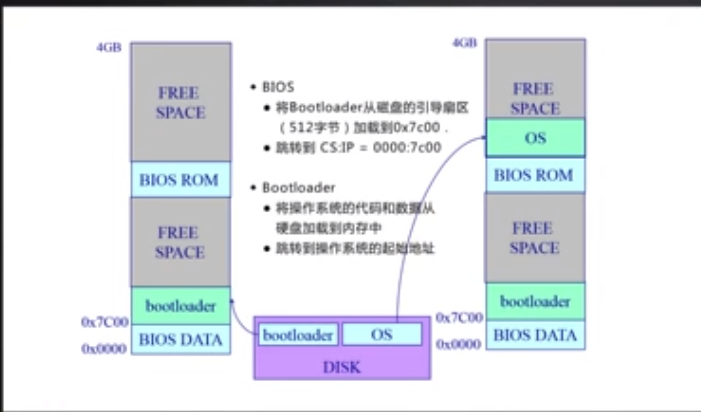 4GB
FREE
SPACE
BIOS ROM
FREE
SPACE
bootloader
0x7C00
BIOS DATA
0x0000
• BIOS
• 将Bootloader从磁盘的引导扇区
（512字节）加载到0x7c00 .
• 跳转到 CS:IP = 0000:7c00
• Bootloader
• 将操作系统的代码和数据从
硬盘加载到内存中
• 跳转到操作系统的起始地址
bootloader
OS
DISK
4GB
FREE
SPACE
OS
BIOS ROM
FREE
SPACE
bootloader
0x7C00
BIOS DATA
0x0000